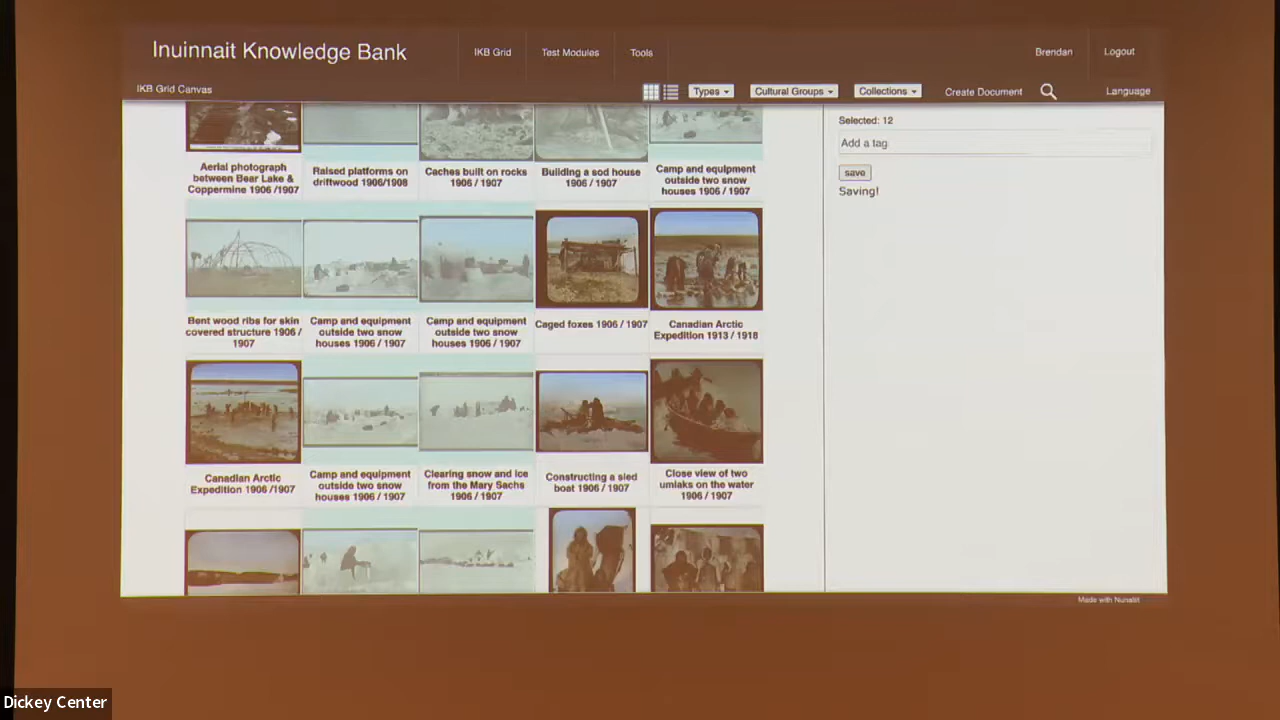 Inuinnait Knowledge Bank
IKB Grid
Test Modules
Tools
Brendan
Logout
IKB Grid Canvas
Types
Cultural Groups
Collections
Create Document
Language
Selected: 12
Add a tag
save
Saving!
Aerial photograph
between Bear Lake &
Coppermine 1906 /1907
Raised platforms on
driftwood 1906/1908
Caches built on rocks
1906 / 1907
Building a sod house
1906 / 1907
Camp and equipment
outside two snow
houses 1906 / 1907
Bent wood ribs for skin
covered structure 1906 /
1907
Camp and equipment
outside two snow
houses 1906 / 1907
Camp and equipment
outside two snow
houses 1906 / 1907
Caged foxes 1906 / 1907
Canadian Arctic
Expedition 1913 / 1918
Canadian Arctic
Expedition 1906 /1907
Camp and equipment
outside two snow
houses 1906 / 1907
Clearing snow and ice
from the Mary Sachs
1906 / 1907
Constructing a sled
boat 1906 / 1907
Close view of two
umiaks on the water
1906 / 1907
Made with Nunaliit
Dickey Center